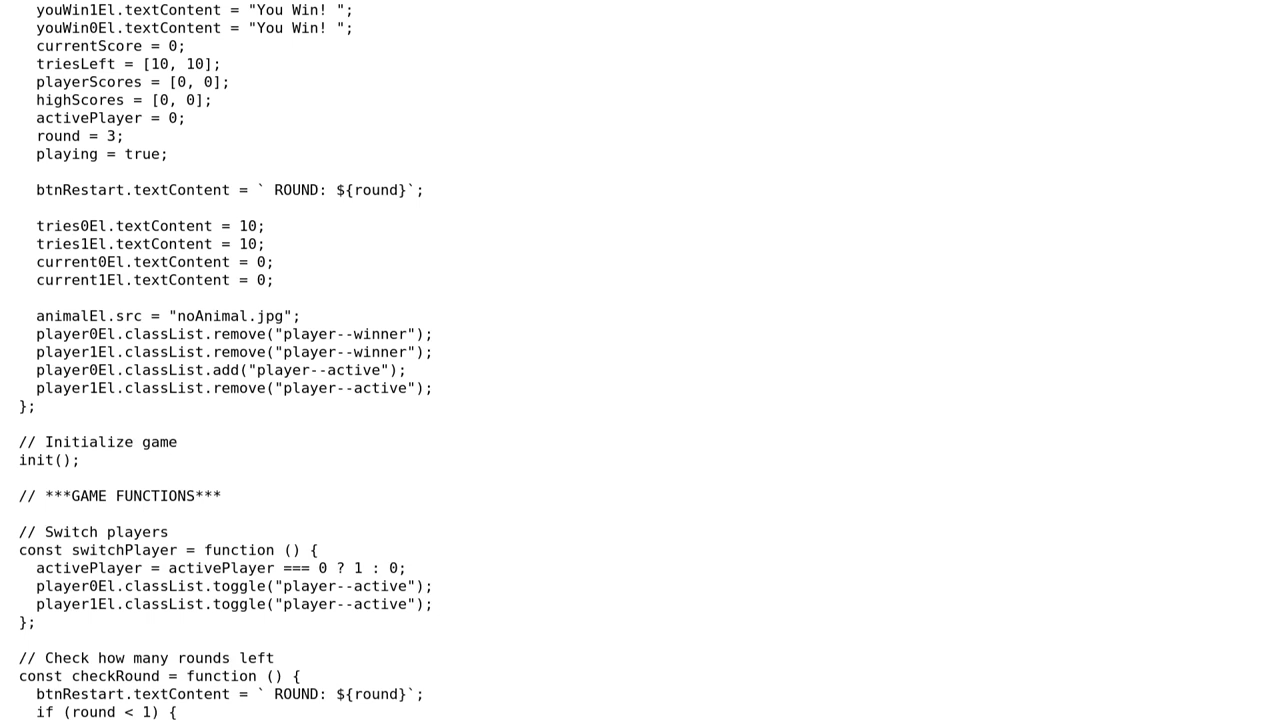 youWin1El.textContent = "You Win! ";
youWin0El.textContent = "You Win! ";
currentScore = 0;
triesLeft = [10, 10];
playerScores = [0, 0];
highScores = [0, 0];
activePlayer = 0;
round = 3;
playing = true;
btnRestart.textContent = ` ROUND: ${round}`;
tries0El.textContent = 10;
tries1El.textContent = 10;
current0El.textContent = 0;
current1El.textContent = 0;
animalEl.src = "noAnimal.jpg";
player0El.classList.remove("player--winner");
player1El.classList.remove("player--winner");
player0El.classList.add("player--active");
player1El.classList.remove("player--active");
};
// Initialize game
init();
// ***GAME FUNCTIONS***
// Switch players
const switchPlayer = function () {
activePlayer = activePlayer === 0 ? 1 : 0;
player0El.classList.toggle("player--active");
player1El.classList.toggle("player--active");
};
// Check how many rounds left
const checkRound = function () {
btnRestart.textContent = ` ROUND: ${round}`;
if (round < 1) {